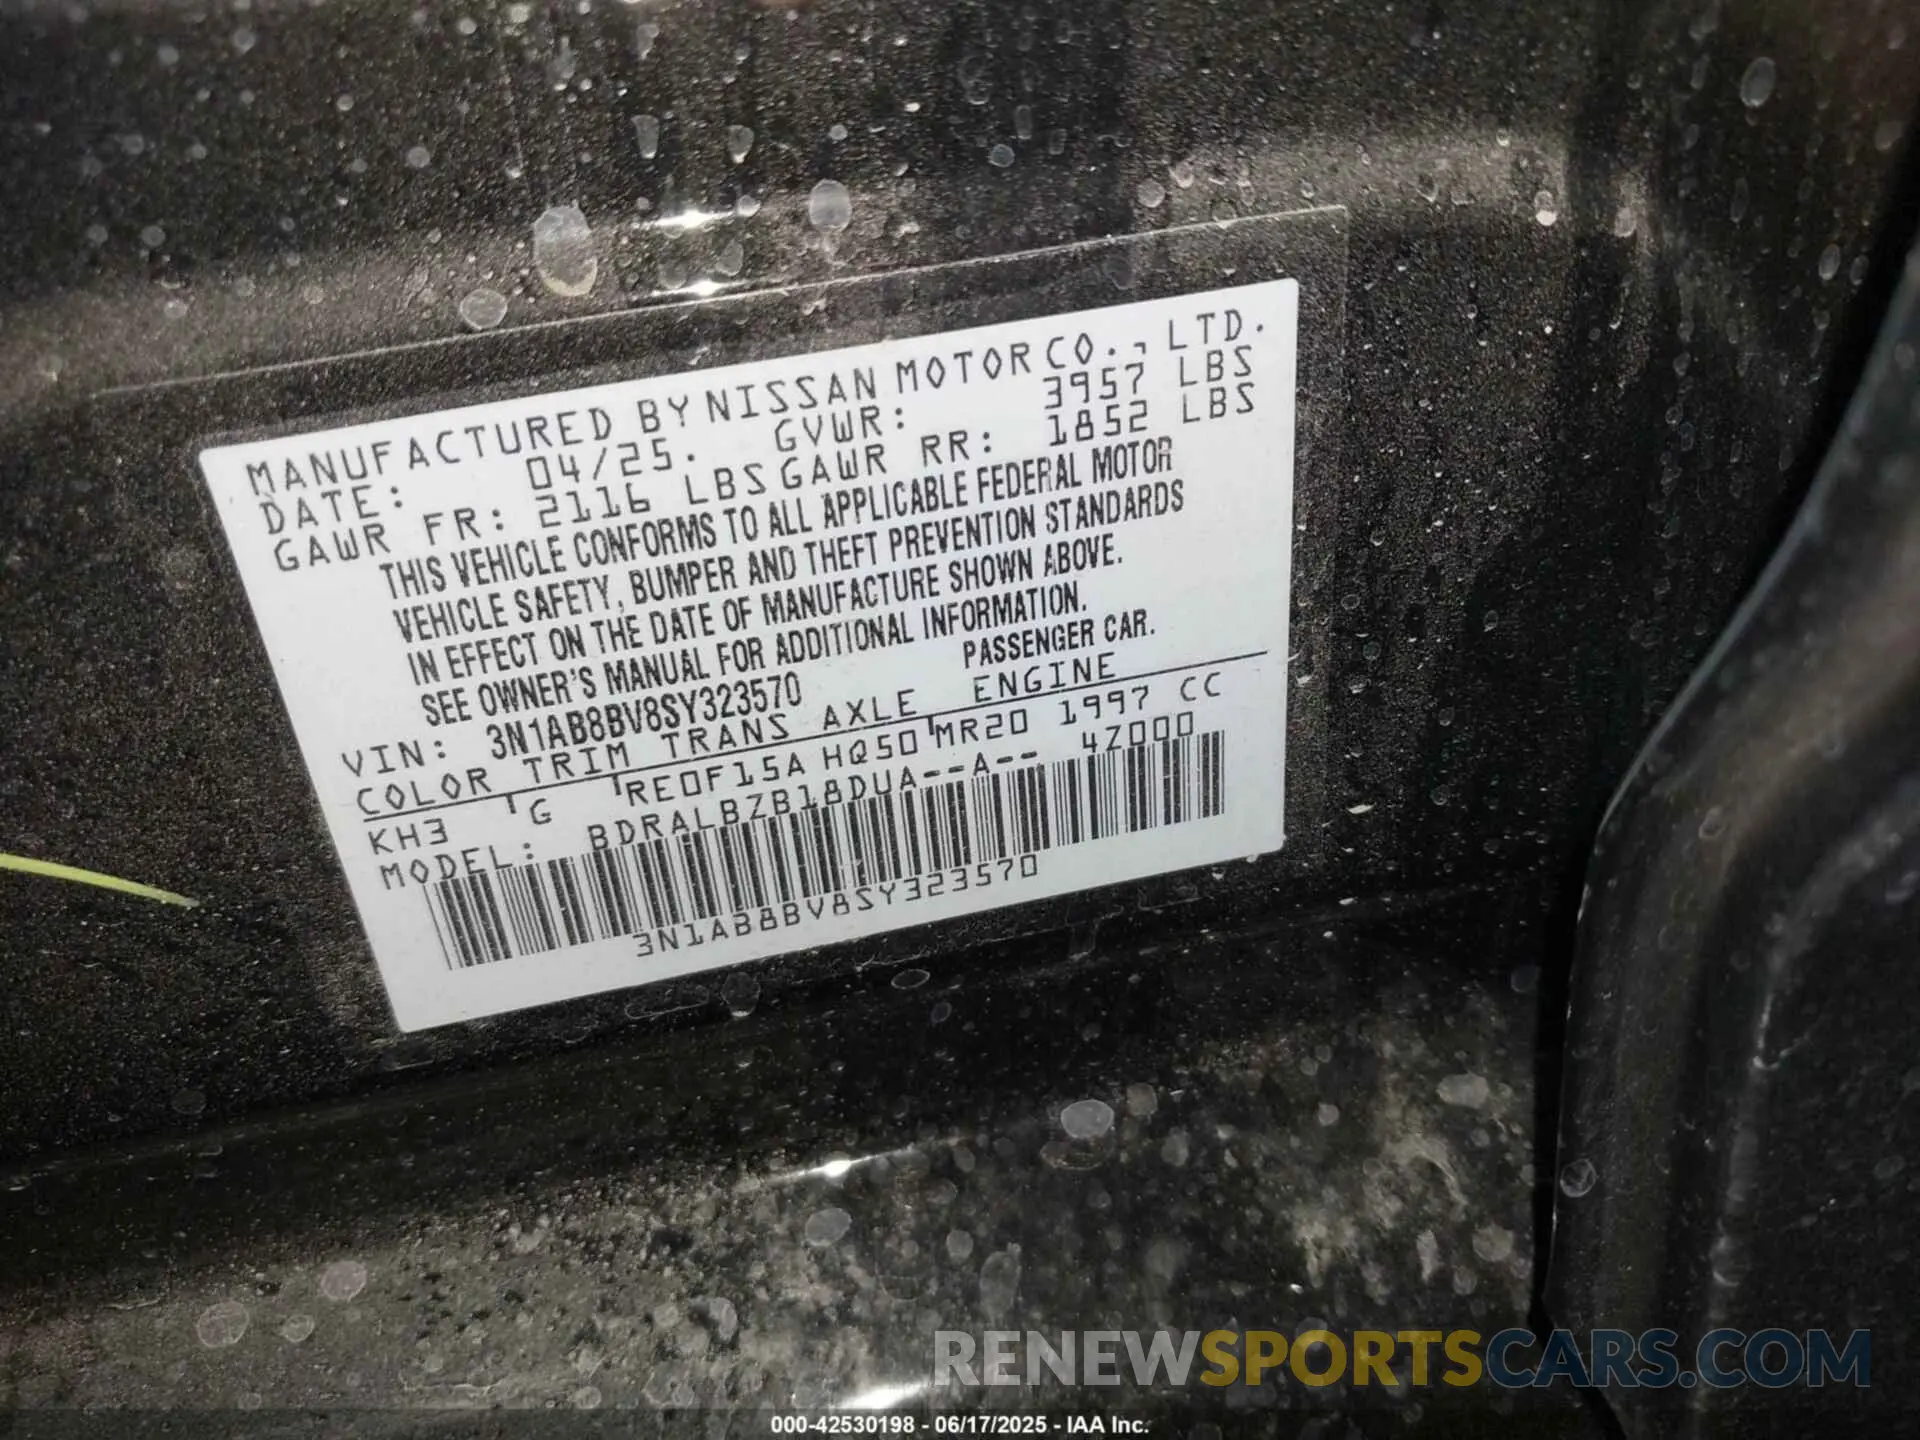 MANUFACTURED BY NISSAN MOTOR CO., LTD.
DATE: 04/25. GVWR: 3957 LBS
GAWR FR: 2116 LBS GAWR RR: 1852 LBS
THIS VEHICLE CONFORMS TO ALL APPLICABLE FEDERAL MOTOR
VEHICLE SAFETY, BUMPER AND THEFT PREVENTION STANDARDS
IN EFFECT ON THE DATE OF MANUFACTURE SHOWN ABOVE.
SEE OWNER'S MANUAL FOR ADDITIONAL INFORMATION.
VIN: 3N1AB8BV8SY323570 PASSENGER CAR.
COLOR TRIM TRANS AXLE ENGINE
KH3 G RE0F15A HQ50 MR20 1997 CC
MODEL: BDRALBZB18DUA--A-- 4Z000
3N1AB8BV8SY323570
RENEWSPORTSCARS.COM
000-42530198 - 06/17/2025 - IAA Inc.